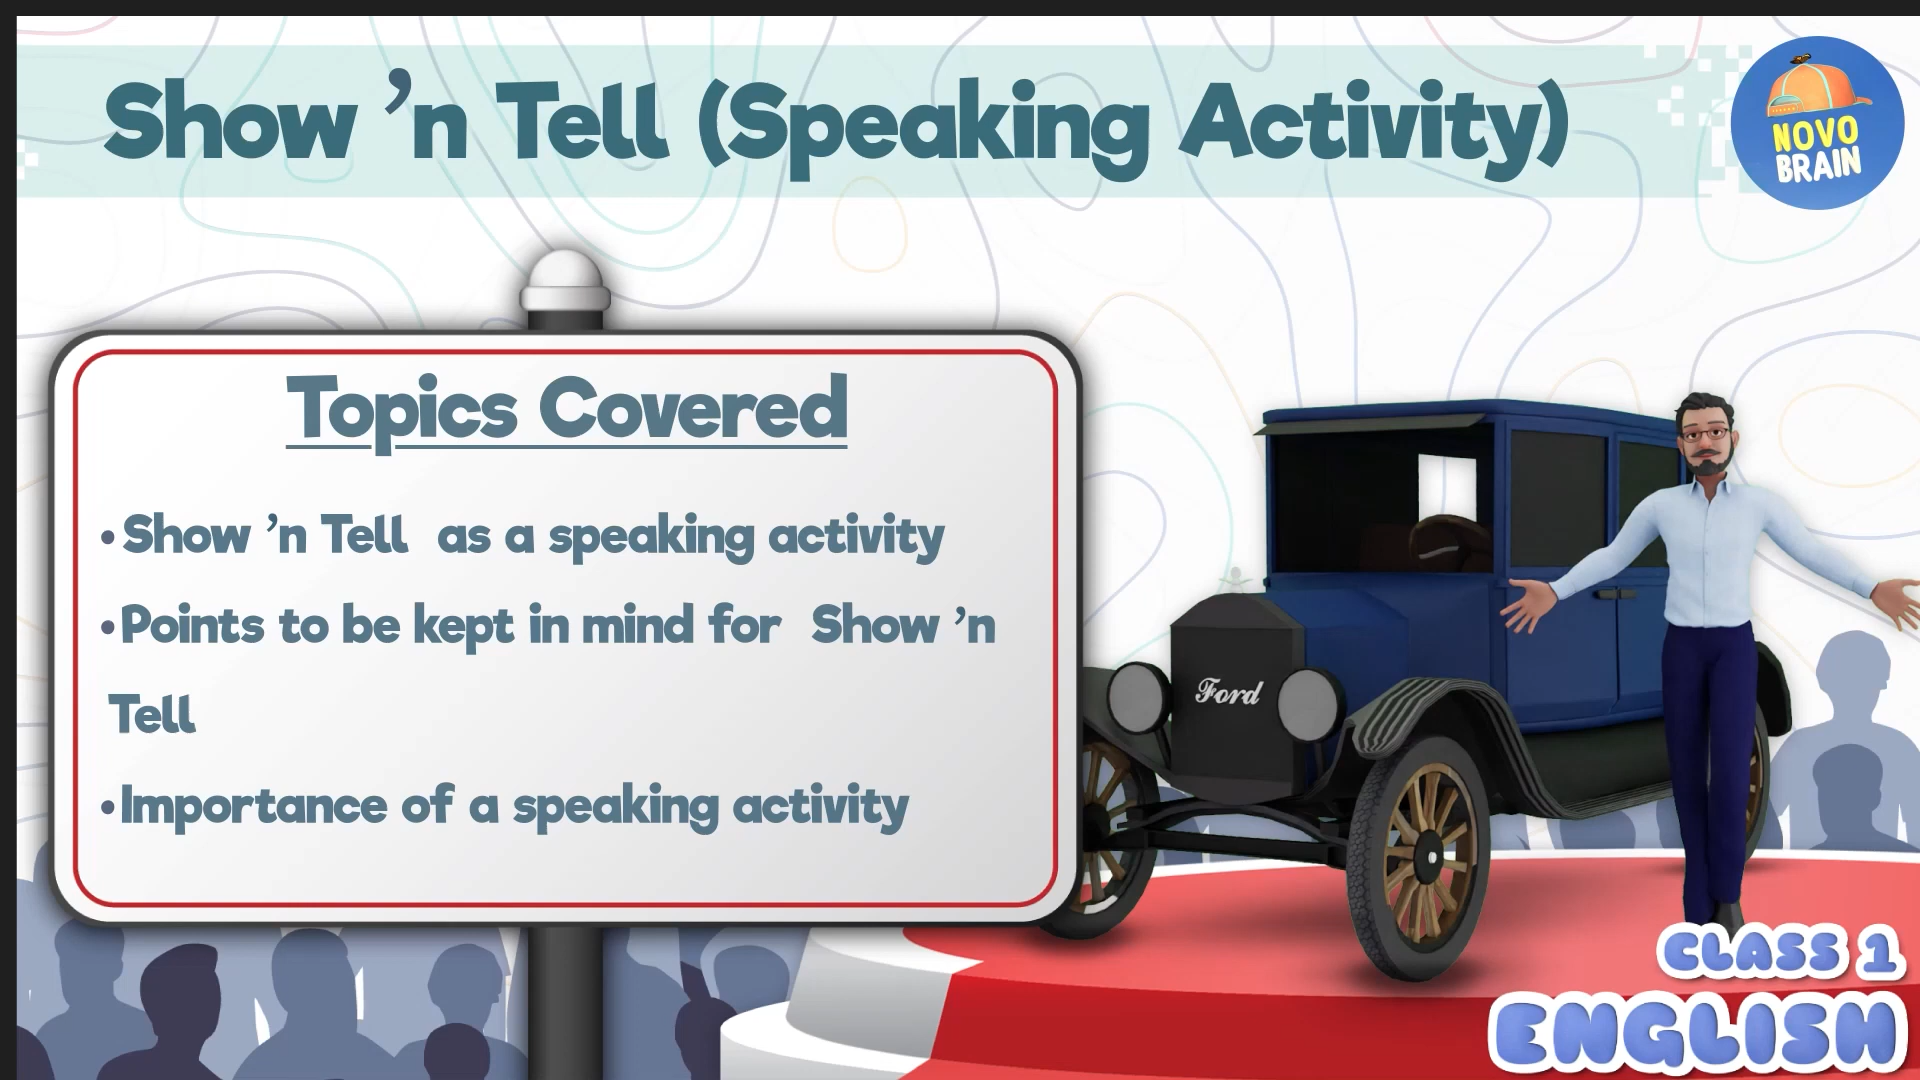 Show ’n Tell (Speaking Activity)
NOVO
BRAIN
Topics Covered
•Show ’n Tell as a speaking activity
•Points to be kept in mind for Show ’n
Tell
•Importance of a speaking activity
Ford
CLASS 1
ENGLISH